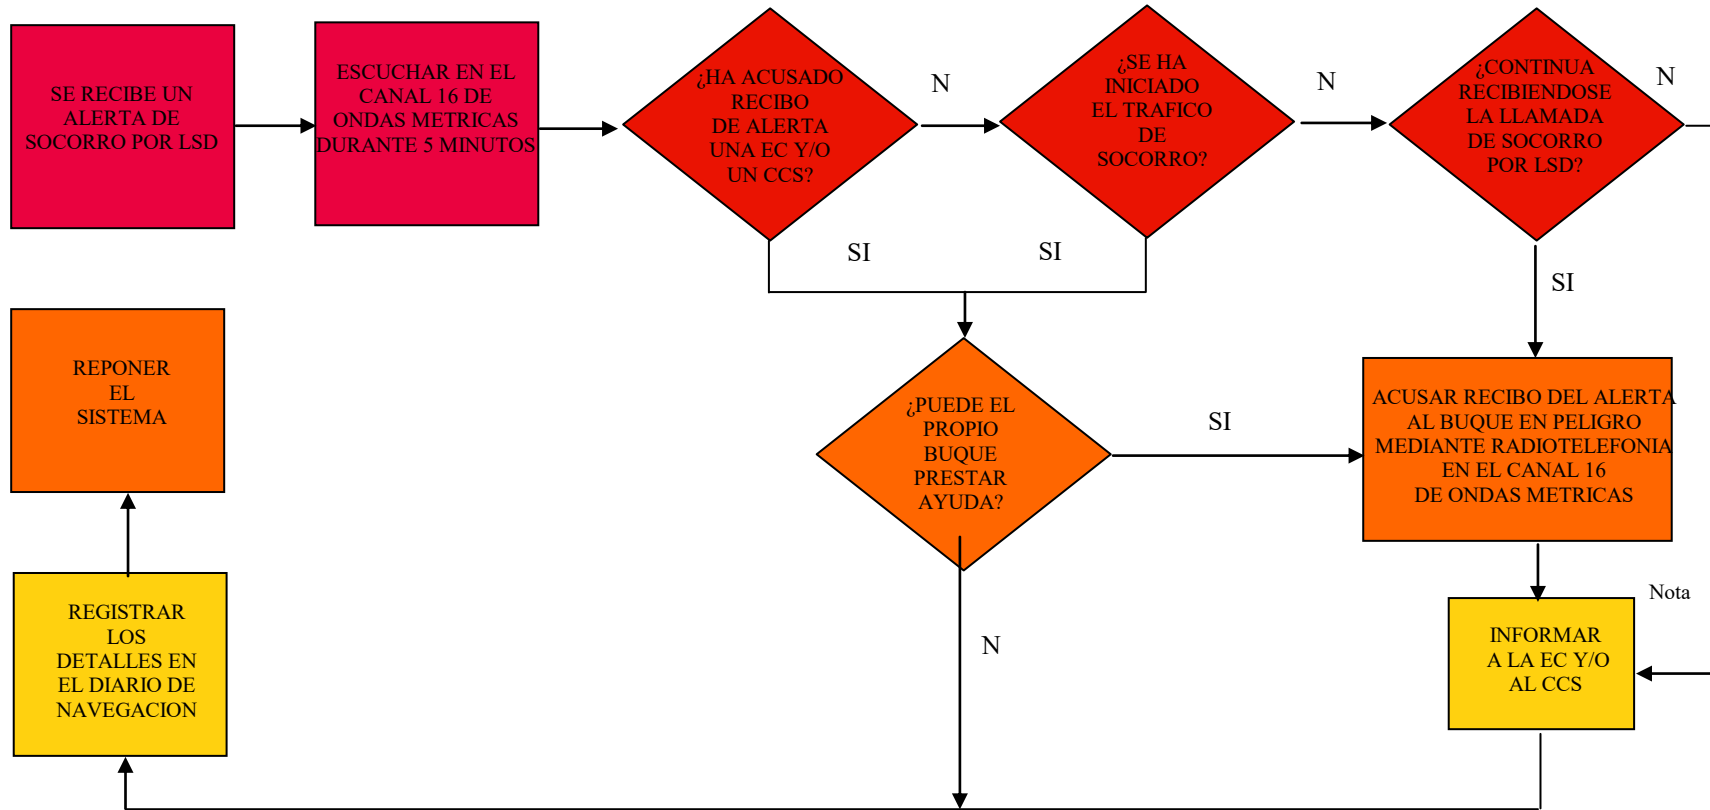 SE RECIBE UN
ALERTA DE
SOCORRO POR LSD
ESCUCHAR EN EL
CANAL 16 DE
ONDAS METRICAS
DURANTE 5 MINUTOS
¿HA ACUSADO
RECIBO
DE ALERTA
UNA EC Y/O
UN CCS?
N
¿SE HA
INICIADO
EL TRAFICO
DE
SOCORRO?
N
¿CONTINUA
RECIBIENDOSE
LA LLAMADA
DE SOCORRO
POR LSD?
N
SI
SI
SI
REPONER
EL
SISTEMA
¿PUEDE EL
PROPIO
BUQUE
PRESTAR
AYUDA?
SI
ACUSAR RECIBO DEL ALERTA
AL BUQUE EN PELIGRO
MEDIANTE RADIOTELEFONIA
EN EL CANAL 16
DE ONDAS METRICAS
N
Nota
REGISTRAR
LOS
DETALLES EN
EL DIARIO DE
NAVEGACION
INFORMAR
A LA EC Y/O
AL CCS